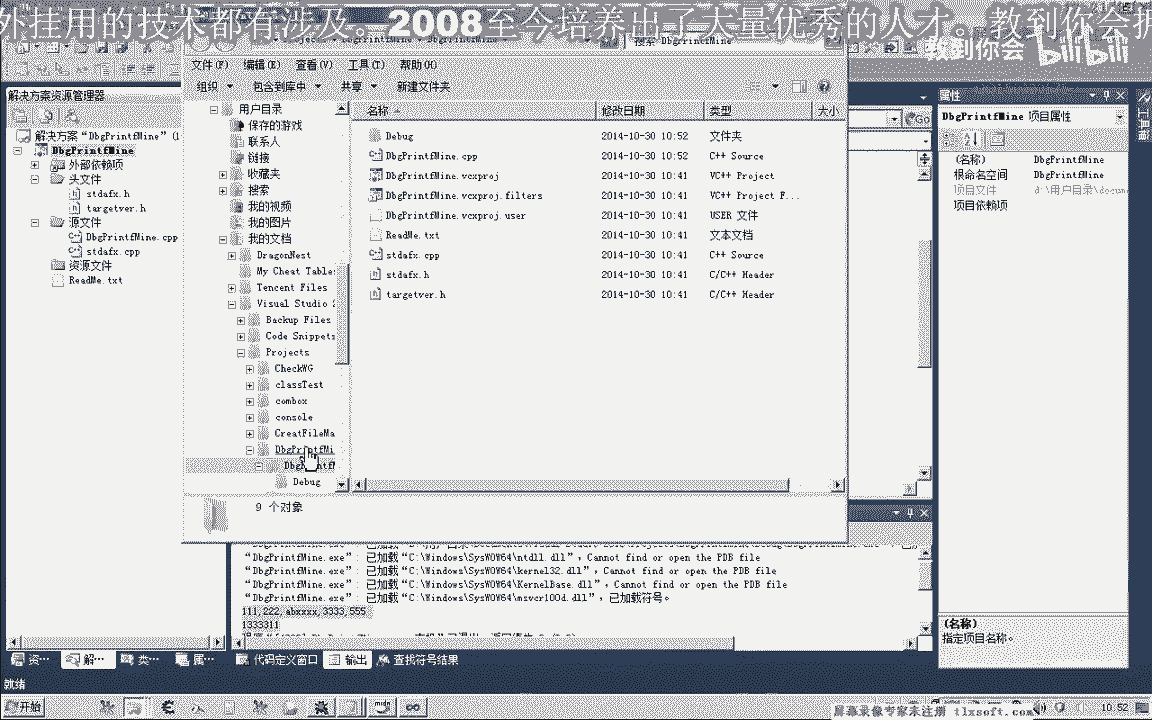 外挂用的技术都有涉及。2008至今培养出了大量优秀的人才。教到你会
教到你会 bilibili
文件(F) 编辑(E) 查看(V) 工具(T) 帮助(H)
组织 包含到库中 共享 新建文件夹
解决方案资源管理器
解决方案“DbgPrintfMine”(1
DbgPrintfMine
外部依赖项
头文件
stdafx.h
targetver.h
源文件
DbgPrintfMine.cpp
stdafx.cpp
资源文件
ReadMe.txt
用户目录
保存的游戏
联系人
链接
收藏夹
搜索
我的视频
我的图片
我的文档
DragonNest
My Cheat Table
Tencent Files
Visual Studio 2
Backup Files
Code Snippets
Projects
CheckWG
classTest
combox
console
CreatFileMa
DbgPrintfMi
Debug
名称 修改日期 类型 大小
Debug 2014-10-30 10:52 文件夹
DbgPrintfMine.cpp 2014-10-30 10:52 C++ Source
DbgPrintfMine.vcxproj 2014-10-30 10:41 VC++ Project
DbgPrintfMine.vcxproj.filters 2014-10-30 10:41 VC++ Project F...
DbgPrintfMine.vcxproj.user 2014-10-30 10:41 USER 文件
ReadMe.txt 2014-10-30 10:41 文本文档
stdafx.cpp 2014-10-30 10:41 C++ Source
stdafx.h 2014-10-30 10:41 C/C++ Header
targetver.h 2014-10-30 10:41 C/C++ Header
9 个对象
Go
属性
DbgPrintfMine 项目属性
(名称) DbgPrintfMine
根命名空间 DbgPrintfMine
项目文件 d:\用户目录\docum
项目依赖项
(名称)
指定项目名称。
工具箱
“DbgPrintfMine.exe”: 已加载“C:\Windows\SysWOW64\ntdll.dll”，Cannot find or open the PDB file
“DbgPrintfMine.exe”: 已加载“C:\Windows\SysWOW64\kernel32.dll”，Cannot find or open the PDB file
“DbgPrintfMine.exe”: 已加载“C:\Windows\SysWOW64\KernelBase.dll”，Cannot find or open the PDB file
“DbgPrintfMine.exe”: 已加载“C:\Windows\SysWOW64\msvcr100d.dll”，已加载符号。
111,222,abxxxx,3333,555
1333311
资… 解… 类… 属… 代码定义窗口 输出 查找符号结果
就绪
开始
屏幕录像专家未注册 tlxsoft.com
10:52